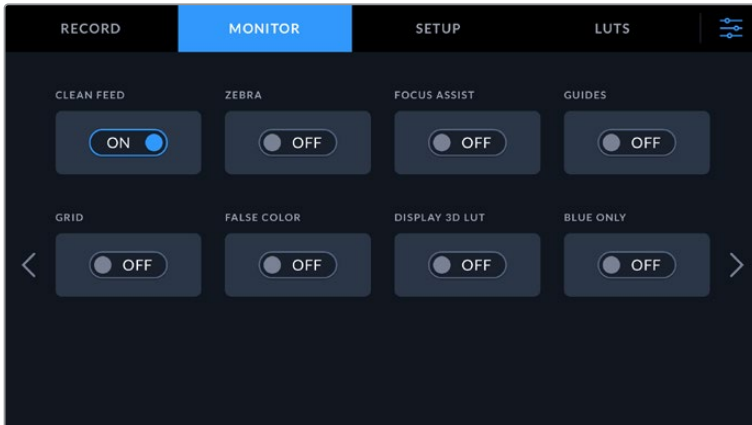 RECORD MONITOR SETUP LUTS
CLEAN FEED ZEBRA FOCUS ASSIST GUIDES
ON OFF OFF OFF
GRID FALSE COLOR DISPLAY 3D LUT BLUE ONLY
OFF OFF OFF OFF